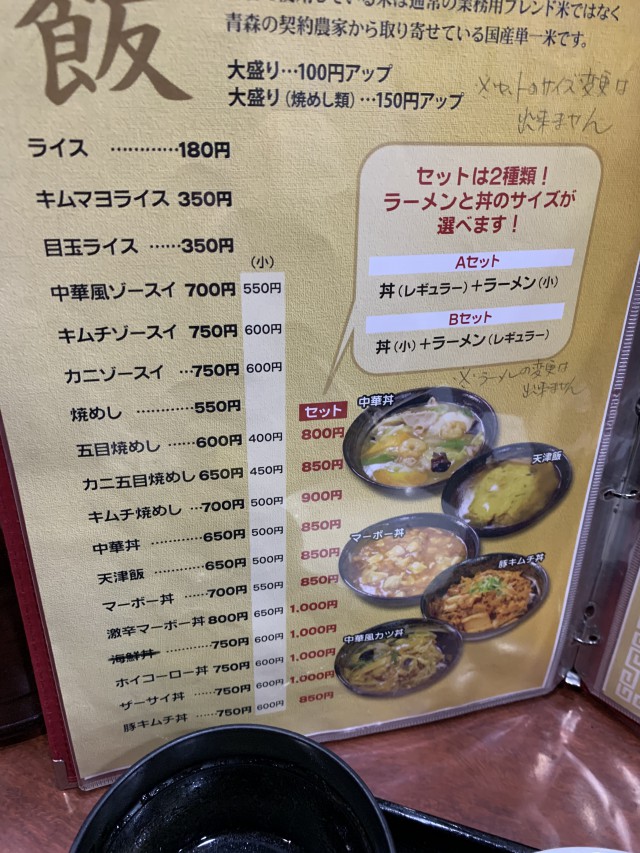 飯
している米は通常の業務用ブレンド米ではなく
青森の契約農家から取り寄せている国産単一米です。
大盛り…100円アップ
大盛り(焼めし類)…150円アップ
※セットのサイズ変更は
出来ません
ライス …………180円
キムマヨライス 350円
目玉ライス ……350円
(小)
中華風ゾースイ 700円 550円
キムチゾースイ 750円 600円
カニゾースイ …750円 600円
焼めし …………550円
セット
五目焼めし ……600円 400円 800円
カニ五目焼めし 650円 450円 850円
キムチ焼めし …700円 500円 900円
中華丼 …………650円 500円 850円
天津飯 …………650円 500円 850円
マーボー丼 ……700円 550円 850円
激辛マーボー丼 800円 650円 1,000円
海鮮丼 …………750円 600円 1,000円
ホイコーロー丼 750円 600円 1,000円
ザーサイ丼 ……750円 600円 1,000円
豚キムチ丼 ……750円 600円 850円
セットは2種類！
ラーメンと丼のサイズが
選べます！
Aセット
丼(レギュラー)＋ラーメン(小)
Bセット
丼(小)＋ラーメン(レギュラー)
※ラーメンの変更は
出来ません
中華丼
天津飯
マーボー丼
豚キムチ丼
中華風カツ丼